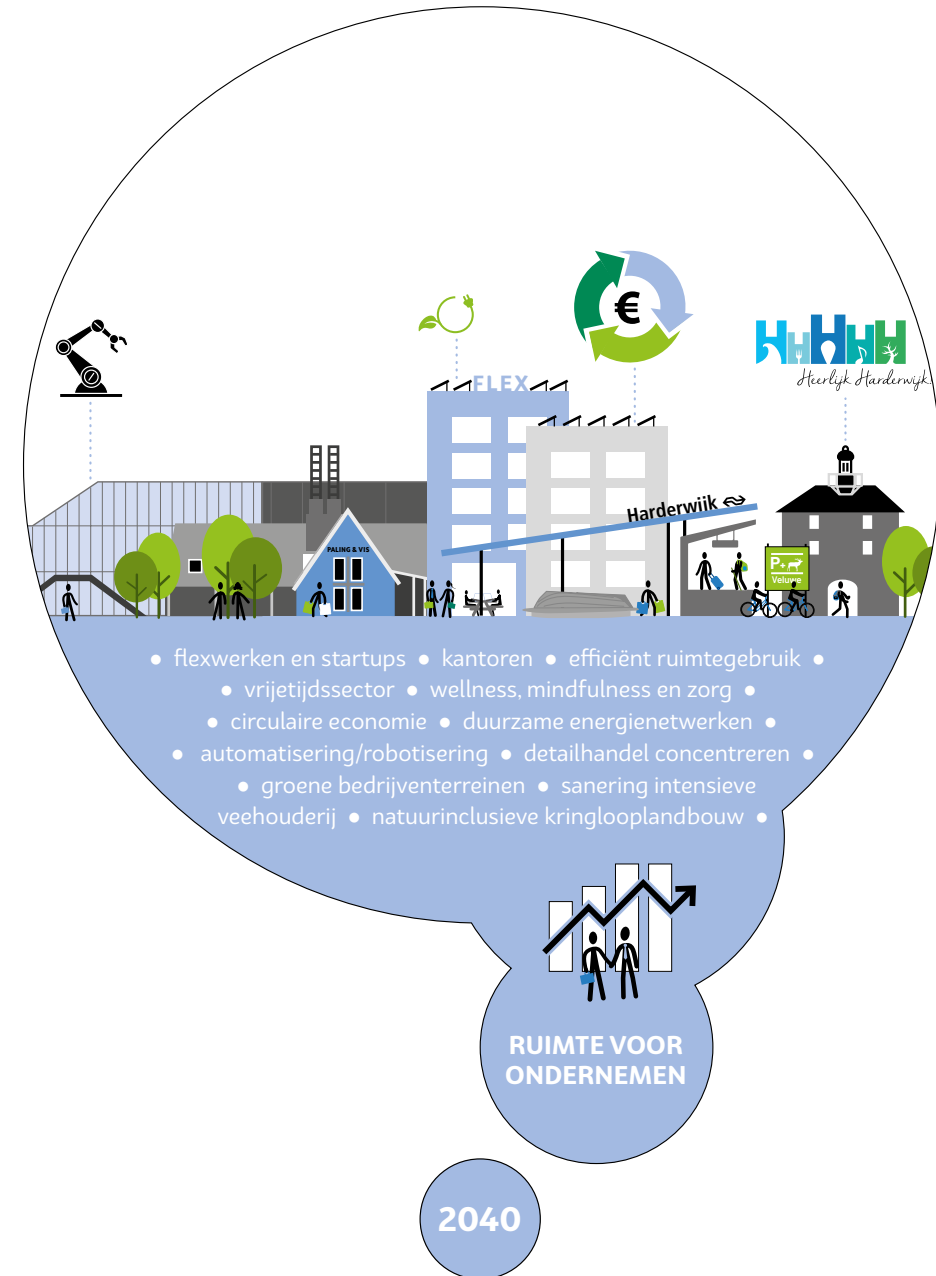 €
Heerlijk Harderwijk
FLEX
Harderwijk
PALING & VIS
P+
Veluwe
• flexwerken en startups • kantoren • efficiënt ruimtegebruik •
• vrijetijdssector • wellness, mindfulness en zorg •
• circulaire economie • duurzame energienetwerken •
• automatisering/robotisering • detailhandel concentreren •
• groene bedrijventerreinen • sanering intensieve
veehouderij • natuurinclusieve kringlooplandbouw •
RUIMTE VOOR
ONDERNEMEN
2040